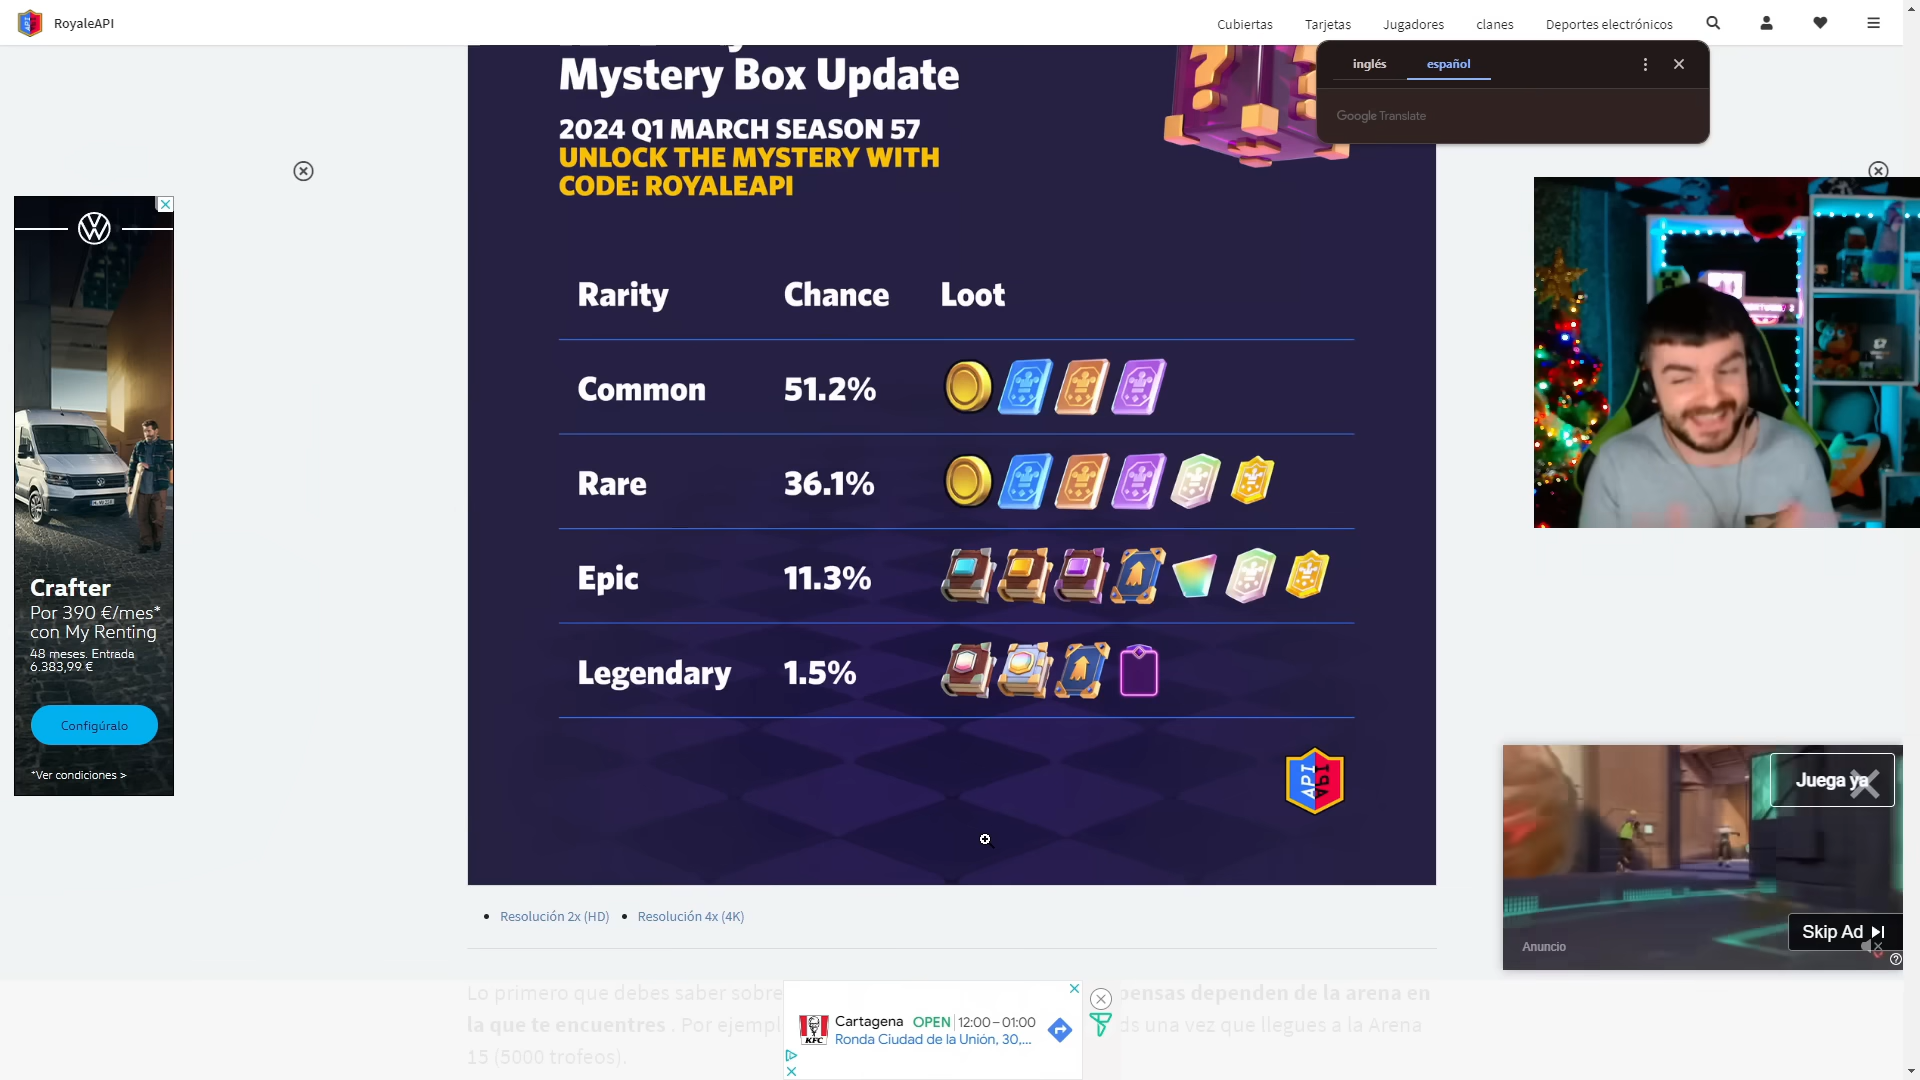 RoyaleAPI
Cubiertas
Tarjetas
Jugadores
clanes
Deportes electrónicos
inglés
español
Google Translate
Mystery Box Update
2024 Q1 MARCH SEASON 57
UNLOCK THE MYSTERY WITH
CODE: ROYALEAPI
Rarity Chance Loot
Common 51.2%
Rare 36.1%
Epic 11.3%
Legendary 1.5%
API
API
Crafter
Por 390 €/mes*
con My Renting
48 meses. Entrada
6.383,99 €
Configúralo
*Ver condiciones >
Juega ya
Skip Ad
Anuncio
Resolución 2x (HD)
Resolución 4x (4K)
Lo primero que debes saber sobre
dependen de la arena en
la que te encuentres . Por
una vez que llegues a la Arena
15 (5000 trofeos).
KFC
Cartagena OPEN 12:00 – 01:00
Ronda Ciudad de la Unión, 30,...